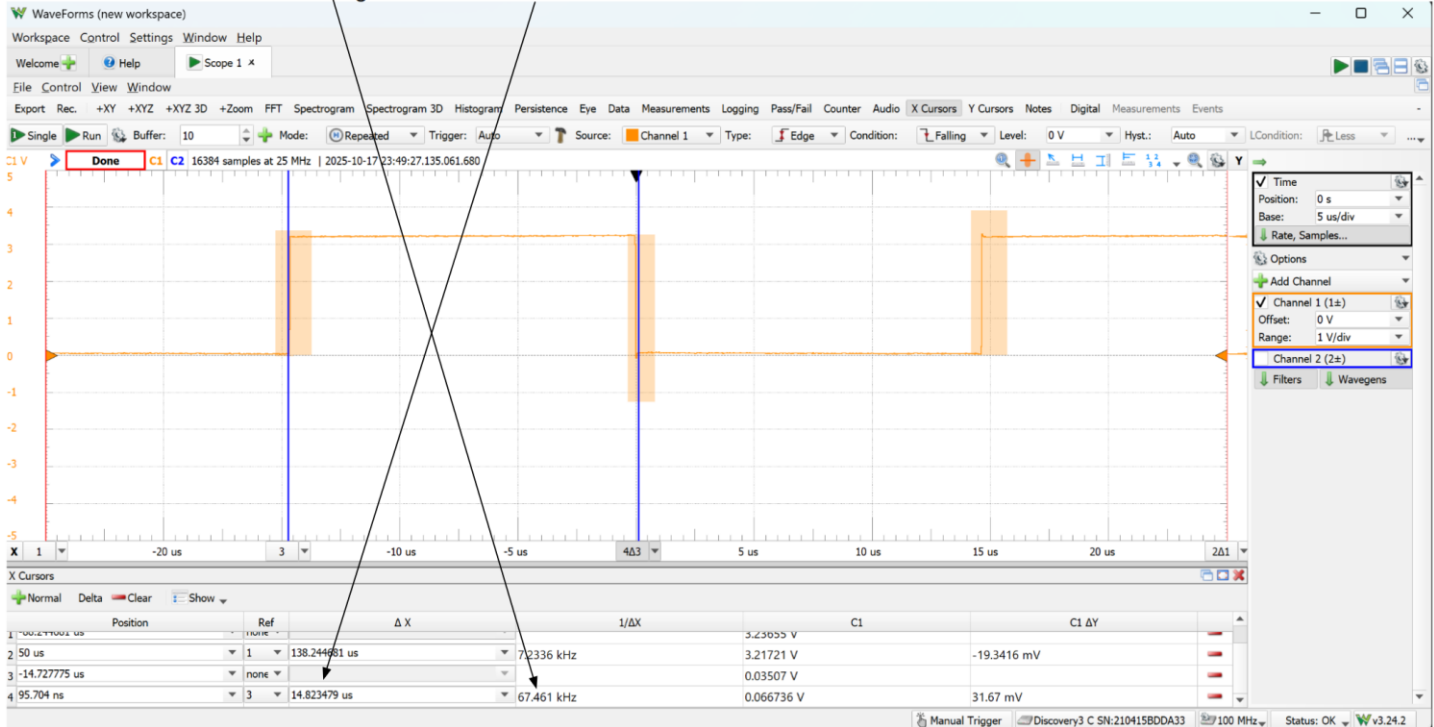 WaveForms (new workspace)
Workspace Control Settings Window Help
Welcome Help Scope 1 x
File Control View Window
Export Rec. +XY +XYZ +XYZ 3D +Zoom FFT Spectrogram Spectrogram 3D Histogram Persistence Eye Data Measurements Logging Pass/Fail Counter Audio X Cursors Y Cursors Notes Digital Measurements Events -
Single Run Buffer: 10 Mode: Repeated Trigger: Auto Source: Channel 1 Type: Edge Condition: Falling Level: 0 V Hyst.: Auto LCondition: Less ...
C1 V Done C1 C2 16384 samples at 25 MHz | 2025-10-17 23:49:27.135.061.680 Y
Time
Position: 0 s
Base: 5 us/div
Rate, Samples...
Options
Add Channel
Channel 1 (1±)
Offset: 0 V
Range: 1 V/div
Channel 2 (2±)
Filters Wavegens
5
4
3
2
1
0
-1
-2
-3
-4
-5
X 1 -20 us 3 -10 us -5 us 4Δ3 5 us 10 us 15 us 20 us 2Δ1
X Cursors
Normal Delta Clear Show
Position Ref Δ X 1/ΔX C1 C1 ΔY
1 none 3.23655 V
2 50 us 1 138.244681 us 7.2336 kHz 3.21721 V -19.3416 mV
3 -14.727775 us none 0.03507 V
4 95.704 ns 3 14.823479 us 67.461 kHz 0.066736 V 31.67 mV
Manual Trigger Discovery3 C SN:210415BDDA33 100 MHz Status: OK v3.24.2